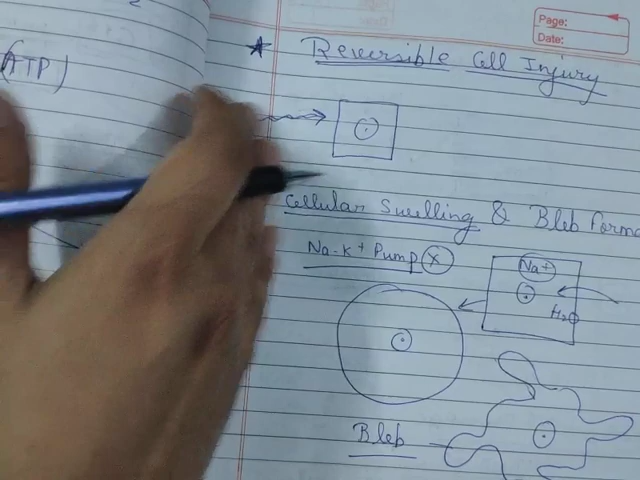 (ATP)
Page:
Date:
★ Reversible Cell Injury
Cellular Swelling & Bleb Forma
Na-K+ Pump X
Na+
H2O
Bleb